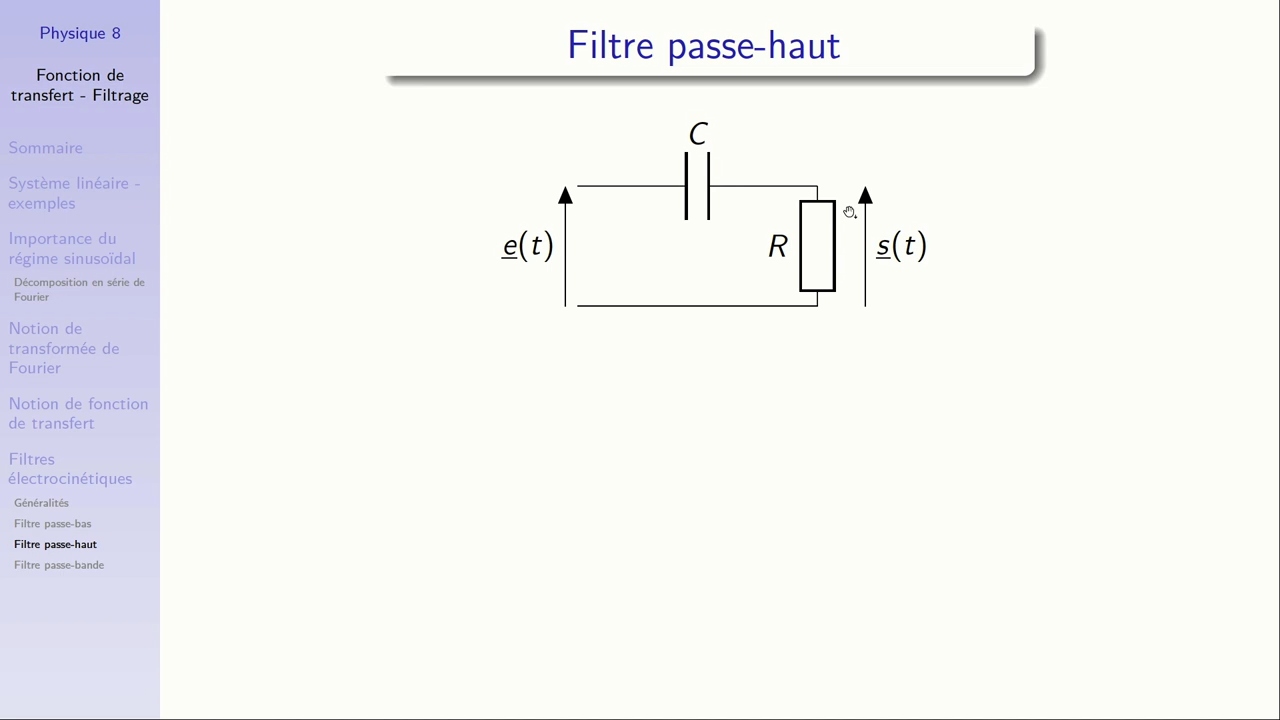 Physique 8
Fonction de
transfert - Filtrage
Sommaire
Système linéaire -
exemples
Importance du
régime sinusoïdal
Décomposition en série de
Fourier
Notion de
transformée de
Fourier
Notion de fonction
de transfert
Filtres
électrocinétiques
Généralités
Filtre passe-bas
Filtre passe-haut
Filtre passe-bande
Filtre passe-haut
C
e(t)
R
s(t)